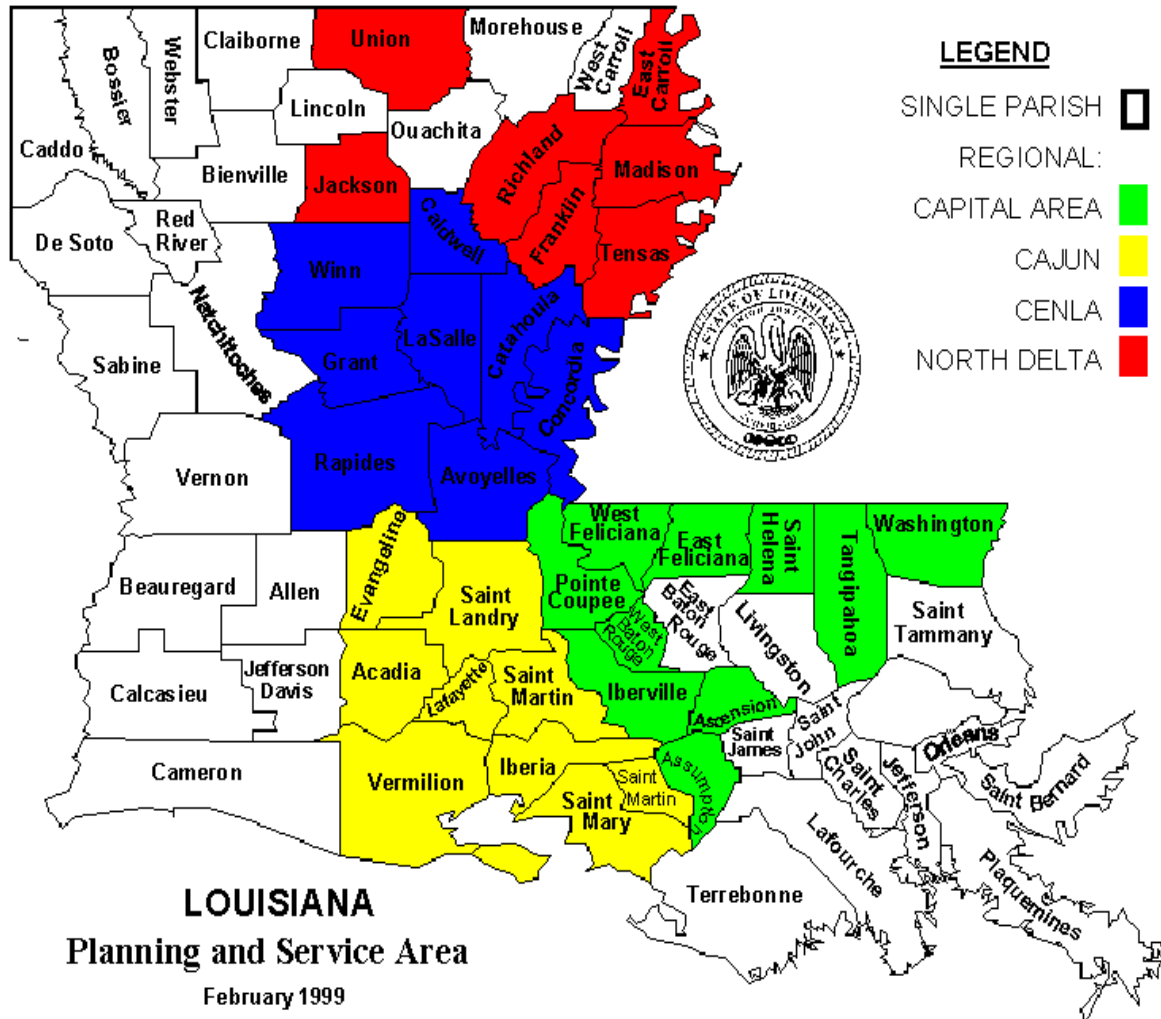 Claiborne
Union
Morehouse
Bossier
Webster
West
Carroll
East
Carroll
Lincoln
Ouachita
Caddo
Bienville
Jackson
Richland
Madison
Franklin
De Soto
Red
River
Caldwell
Tensas
Winn
Natchitoches
LaSalle
Catahoula
Sabine
Grant
Concordia
Vernon
Rapides
Avoyelles
West
Feliciana
East
Feliciana
Saint
Helena
Tangipahoa
Washington
Evangeline
Beauregard
Allen
Saint
Landry
Pointe
Coupee
West
Baton
Rouge
East
Baton
Rouge
Livingston
Saint
Tammany
Calcasieu
Jefferson
Davis
Acadia
Lafayette
Saint
Martin
Iberville
Ascension
Saint
James
Saint
John
Orleans
Cameron
Vermilion
Iberia
Saint
Martin
Saint
Mary
Assumption
Saint
Charles
Jefferson
Saint Bernard
Lafourche
Plaquemines
Terrebonne
LEGEND
SINGLE PARISH
REGIONAL:
CAPITAL AREA
CAJUN
CENLA
NORTH DELTA
STATE OF LOUISIANA
UNION JUSTICE
LOUISIANA
Planning and Service Area
February 1999